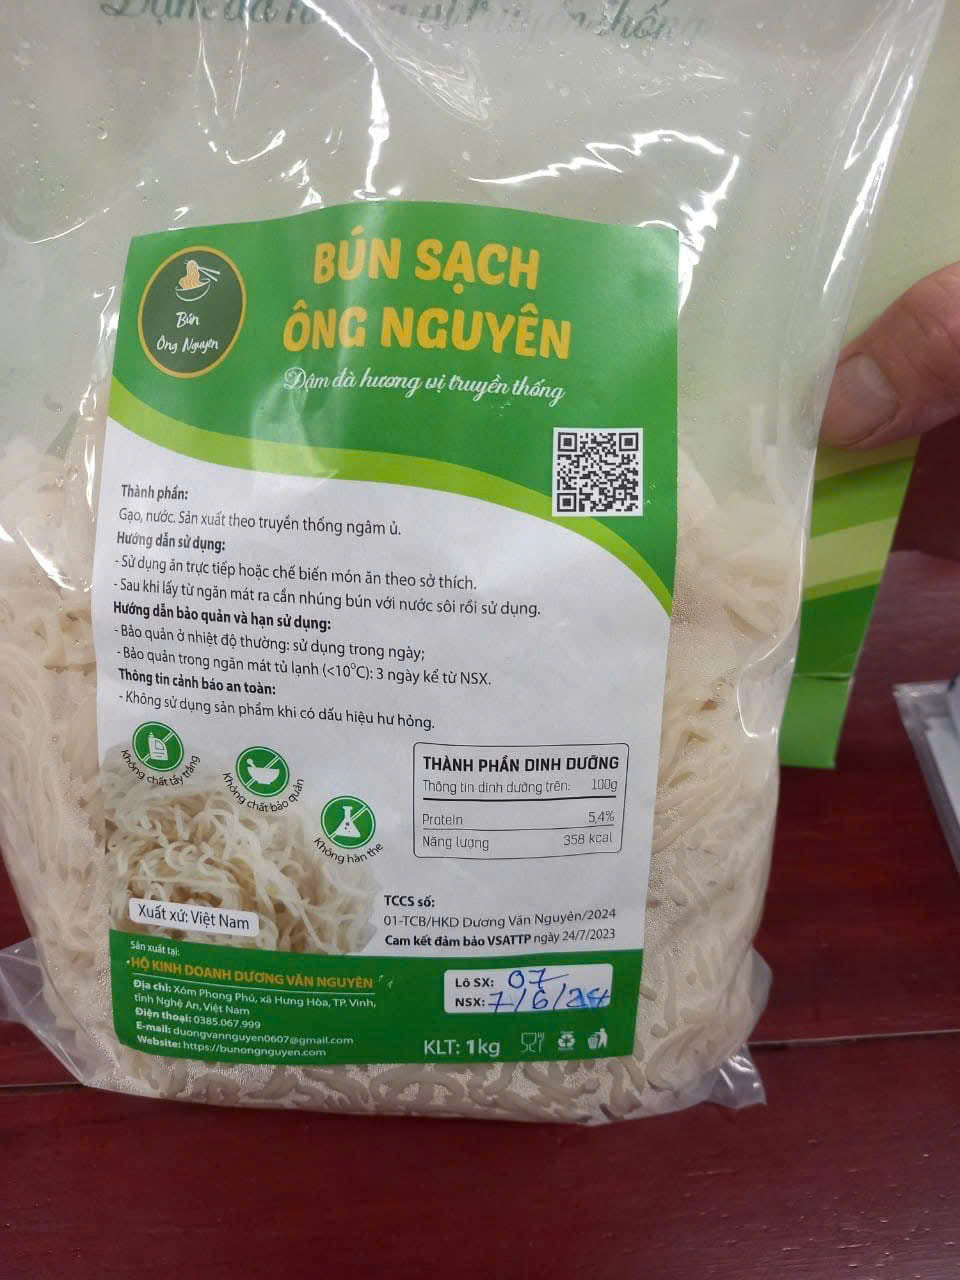 Đậm đà hương vị truyền thống
Bún
Ông Nguyên
BÚN SẠCH
ÔNG NGUYÊN
Đậm đà hương vị truyền thống
Thành phần:
Gạo, nước. Sản xuất theo truyền thống ngâm ủ.
Hướng dẫn sử dụng:
- Sử dụng ăn trực tiếp hoặc chế biến món ăn theo sở thích.
- Sau khi lấy từ ngăn mát ra cần nhúng bún với nước sôi rồi sử dụng.
Hướng dẫn bảo quản và hạn sử dụng:
- Bảo quản ở nhiệt độ thường: sử dụng trong ngày;
- Bảo quản trong ngăn mát tủ lạnh (<10°C): 3 ngày kể từ NSX.
Thông tin cảnh báo an toàn:
- Không sử dụng sản phẩm khi có dấu hiệu hư hỏng.
Không chất tẩy trắng
Không chất bảo quản
Không hàn the
THÀNH PHẦN DINH DƯỠNG
Thông tin dinh dưỡng trên: 100g
Protein 5,4%
Năng lượng 358 kcal
Xuất xứ: Việt Nam
TCCS số:
01-TCB/HKD Dương Văn Nguyên/2024
Cam kết đảm bảo VSATTP ngày 24/7/2023
Sản xuất tại:
HỘ KINH DOANH DƯƠNG VĂN NGUYÊN
Địa chỉ: Xóm Phong Phú, xã Hưng Hòa, TP. Vinh,
tỉnh Nghệ An, Việt Nam
Điện thoại: 0385.067.999
E-mail: duongvannguyen0607@gmail.com
Website: https://bunongnguyen.com
Lô SX: 07
NSX: 7/6/24
KLT: 1kg